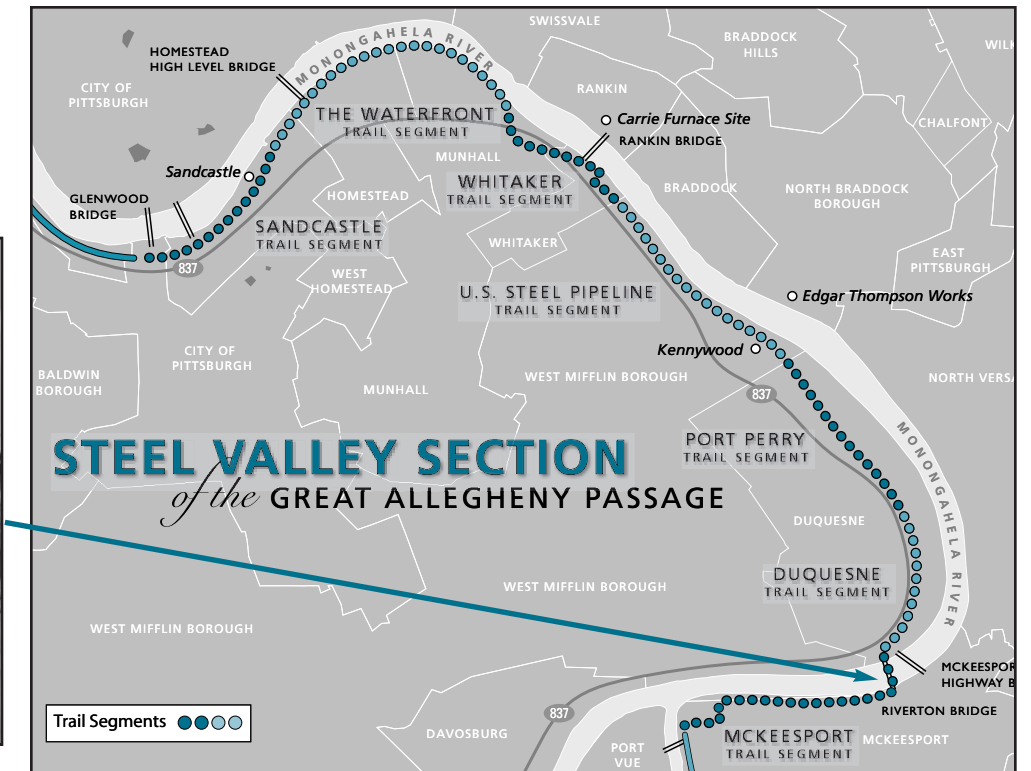 SWISSVALE
MONONGAHELA RIVER
BRADDOCK
HILLS
WILK
HOMESTEAD
HIGH LEVEL BRIDGE
CITY OF
PITTSBURGH
RANKIN
THE WATERFRONT
TRAIL SEGMENT
Carrie Furnace Site
RANKIN BRIDGE
CHALFONT
MUNHALL
Sandcastle
WHITAKER
TRAIL SEGMENT
BRADDOCK
NORTH BRADDOCK
BOROUGH
GLENWOOD
BRIDGE
HOMESTEAD
SANDCASTLE
TRAIL SEGMENT
WHITAKER
837
WEST
HOMESTEAD
EAST
PITTSBURGH
U.S. STEEL PIPELINE
TRAIL SEGMENT
Edgar Thompson Works
CITY OF
PITTSBURGH
Kennywood
BALDWIN
BOROUGH
MUNHALL
WEST MIFFLIN BOROUGH
NORTH VERSA
837
PORT PERRY
TRAIL SEGMENT
MONONGAHELA RIVER
STEEL VALLEY SECTION
of the GREAT ALLEGHENY PASSAGE
DUQUESNE
DUQUESNE
TRAIL SEGMENT
WEST MIFFLIN BOROUGH
WEST MIFFLIN BOROUGH
MCKEESPOR
HIGHWAY B
RIVERTON BRIDGE
837
Trail Segments
DAVOSBURG
PORT
VUE
MCKEESPORT
TRAIL SEGMENT
MCKEESPORT